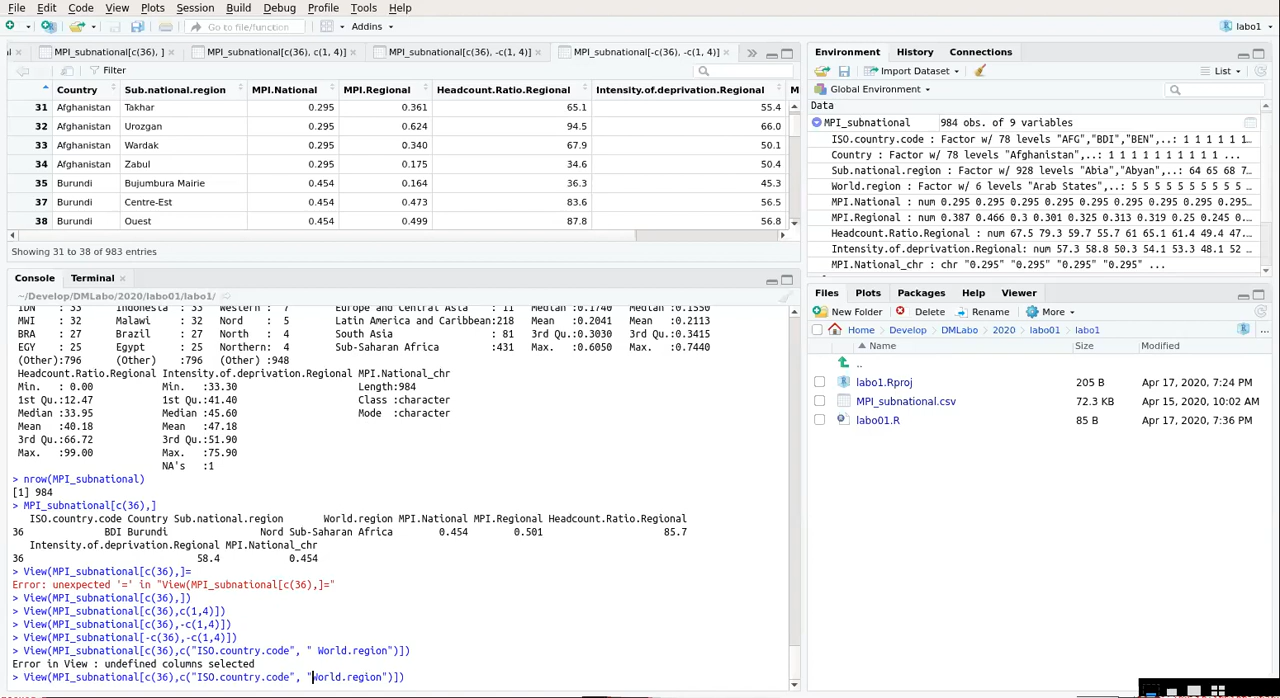 File Edit Code View Plots Session Build Debug Profile Tools Help
Go to file/function Addins labo1
MPI_subnational[c(36), ] MPI_subnational[c(36), c(1, 4)] MPI_subnational[c(36), -c(1, 4)] MPI_subnational[-c(36), -c(1, 4)]
Filter
Country Sub.national.region MPI.National MPI.Regional Headcount.Ratio.Regional Intensity.of.deprivation.Regional M
31 Afghanistan Takhar 0.295 0.361 65.1 55.4
32 Afghanistan Urozgan 0.295 0.624 94.5 66.0
33 Afghanistan Wardak 0.295 0.340 67.9 50.1
34 Afghanistan Zabul 0.295 0.175 34.6 50.4
35 Burundi Bujumbura Mairie 0.454 0.164 36.3 45.3
37 Burundi Centre-Est 0.454 0.473 83.6 56.5
38 Burundi Ouest 0.454 0.499 87.8 56.8
Showing 31 to 38 of 983 entries
Console Terminal
~/Develop/DMLabo/2020/labo01/labo1/
IDN : 33 Indonesia : 33 Western : 7 Europe and Central Asia : 11 Median :0.1740 Median :0.1550
MWI : 32 Malawi : 32 Nord : 5 Latin America and Caribbean:218 Mean :0.2041 Mean :0.2113
BRA : 27 Brazil : 27 North : 4 South Asia : 81 3rd Qu.:0.3030 3rd Qu.:0.3415
EGY : 25 Egypt : 25 Northern: 4 Sub-Saharan Africa :431 Max. :0.6050 Max. :0.7440
(Other):796 (Other) :796 (Other) :948
Headcount.Ratio.Regional Intensity.of.deprivation.Regional MPI.National_chr
Min. : 0.00 Min. :33.30 Length:984
1st Qu.:12.47 1st Qu.:41.40 Class :character
Median :33.95 Median :45.60 Mode :character
Mean :40.18 Mean :47.18
3rd Qu.:66.72 3rd Qu.:51.90
Max. :99.00 Max. :75.90
NA's :1
> nrow(MPI_subnational)
[1] 984
> MPI_subnational[c(36),]
ISO.country.code Country Sub.national.region World.region MPI.National MPI.Regional Headcount.Ratio.Regional
36 BDI Burundi Nord Sub-Saharan Africa 0.454 0.501 85.7
Intensity.of.deprivation.Regional MPI.National_chr
36 58.4 0.454
> View(MPI_subnational[c(36),]=
Error: unexpected '=' in "View(MPI_subnational[c(36),]="
> View(MPI_subnational[c(36),])
> View(MPI_subnational[c(36),c(1,4)])
> View(MPI_subnational[c(36),-c(1,4)])
> View(MPI_subnational[-c(36),-c(1,4)])
> View(MPI_subnational[c(36),c("ISO.country.code", " World.region")])
Error in View : undefined columns selected
> View(MPI_subnational[c(36),c("ISO.country.code", "World.region")])
Environment History Connections
Import Dataset List
Global Environment
Data
MPI_subnational 984 obs. of 9 variables
ISO.country.code : Factor w/ 78 levels "AFG","BDI","BEN",..: 1 1 1 1 1 1…
Country : Factor w/ 78 levels "Afghanistan",..: 1 1 1 1 1 1 1 1 1 1 ...
Sub.national.region : Factor w/ 928 levels "Abia","Abyan",..: 64 65 68 7…
World.region : Factor w/ 6 levels "Arab States",..: 5 5 5 5 5 5 5 5 5 5 …
MPI.National : num 0.295 0.295 0.295 0.295 0.295 0.295 0.295 0.295 0.295…
MPI.Regional : num 0.387 0.466 0.3 0.301 0.325 0.313 0.319 0.25 0.245 0.…
Headcount.Ratio.Regional : num 67.5 79.3 59.7 55.7 61 65.1 61.4 49.4 47.…
Intensity.of.deprivation.Regional: num 57.3 58.8 50.3 54.1 53.3 48.1 52 …
MPI.National_chr : chr "0.295" "0.295" "0.295" "0.295" ...
Files Plots Packages Help Viewer
New Folder Delete Rename More
Home Develop DMLabo 2020 labo01 labo1 ...
Name Size Modified
..
labo1.Rproj 205 B Apr 17, 2020, 7:24 PM
MPI_subnational.csv 72.3 KB Apr 15, 2020, 10:02 AM
labo01.R 85 B Apr 17, 2020, 7:36 PM